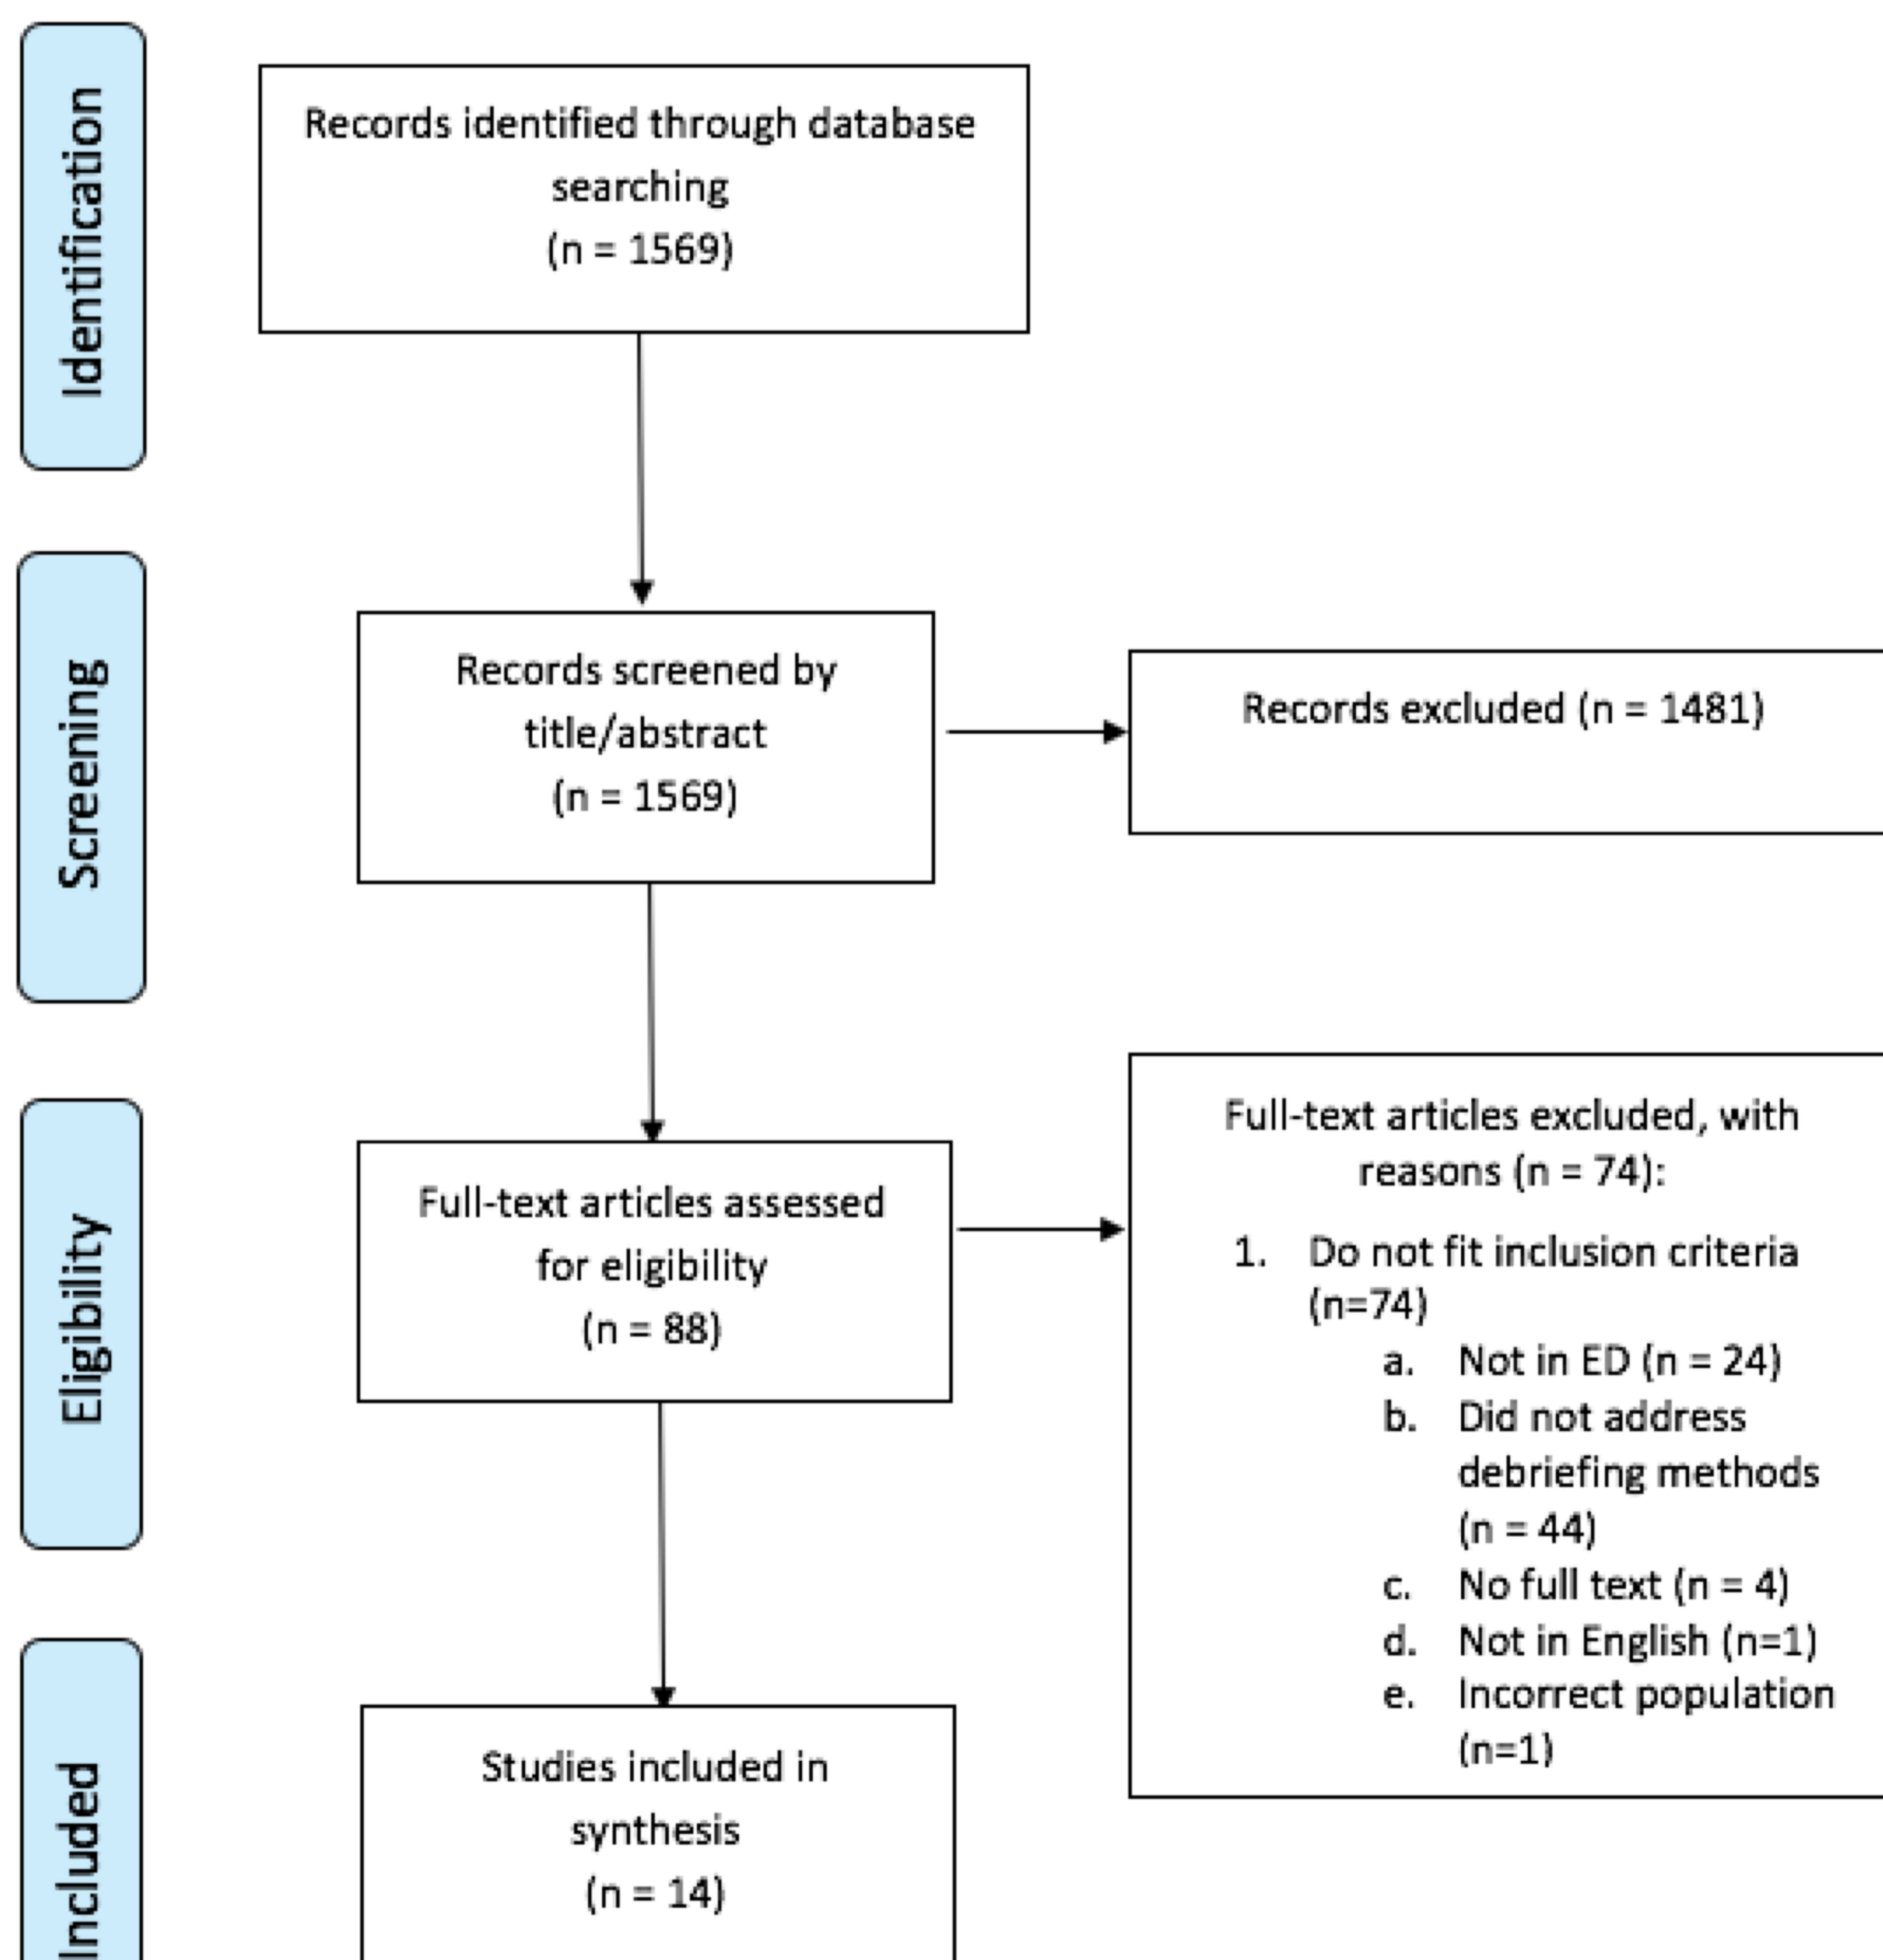 Identification
Records identified through database
searching
(n = 1569)
Screening
Records screened by
title/abstract
(n = 1569)
Records excluded (n = 1481)
Eligibility
Full-text articles assessed
for eligibility
(n = 88)
Full-text articles excluded, with
reasons (n = 74):
1. Do not fit inclusion criteria
(n=74)
a. Not in ED (n = 24)
b. Did not address
debriefing methods
(n = 44)
c. No full text (n = 4)
d. Not in English (n=1)
e. Incorrect population
(n=1)
Included
Studies included in
synthesis
(n = 14)